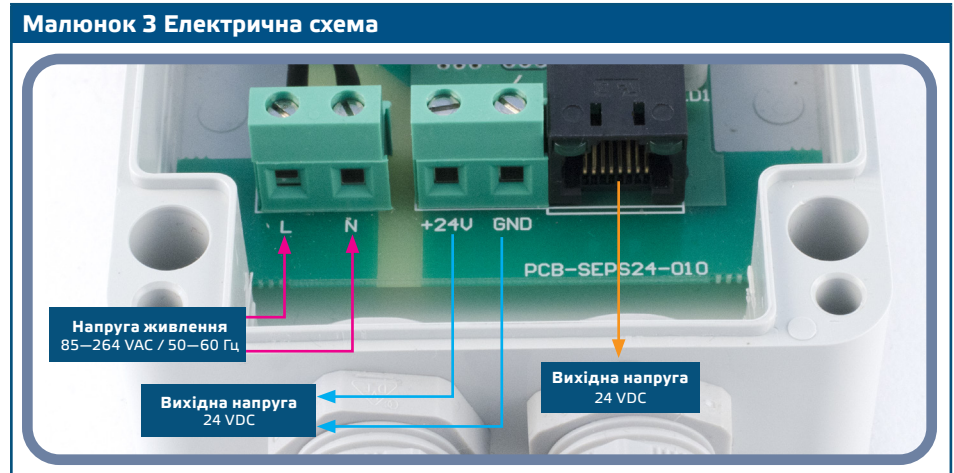 Малюнок 3 Електрична схема
D1
L
N
+24V
GND
PCB-SEPS24-010
Напруга живлення
85—264 VAC / 50—60 Гц
Вихідна напруга
24 VDC
Вихідна напруга
24 VDC